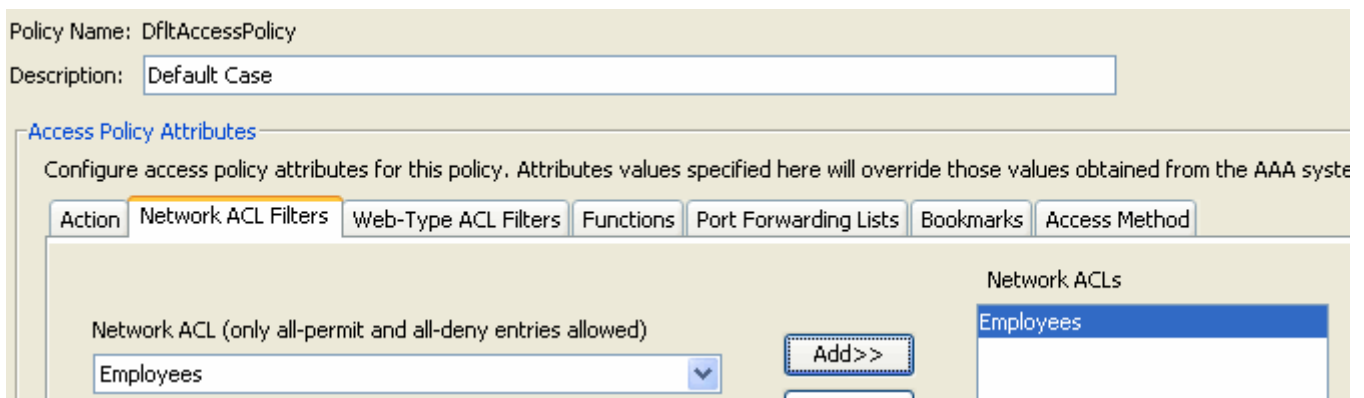 Policy Name: DfltAccessPolicy
Description: Default Case
Access Policy Attributes
Configure access policy attributes for this policy. Attributes values specified here will override those values obtained from the AAA syste
Action Network ACL Filters Web-Type ACL Filters Functions Port Forwarding Lists Bookmarks Access Method
Network ACLs
Network ACL (only all-permit and all-deny entries allowed)
Employees
Add>>
Employees